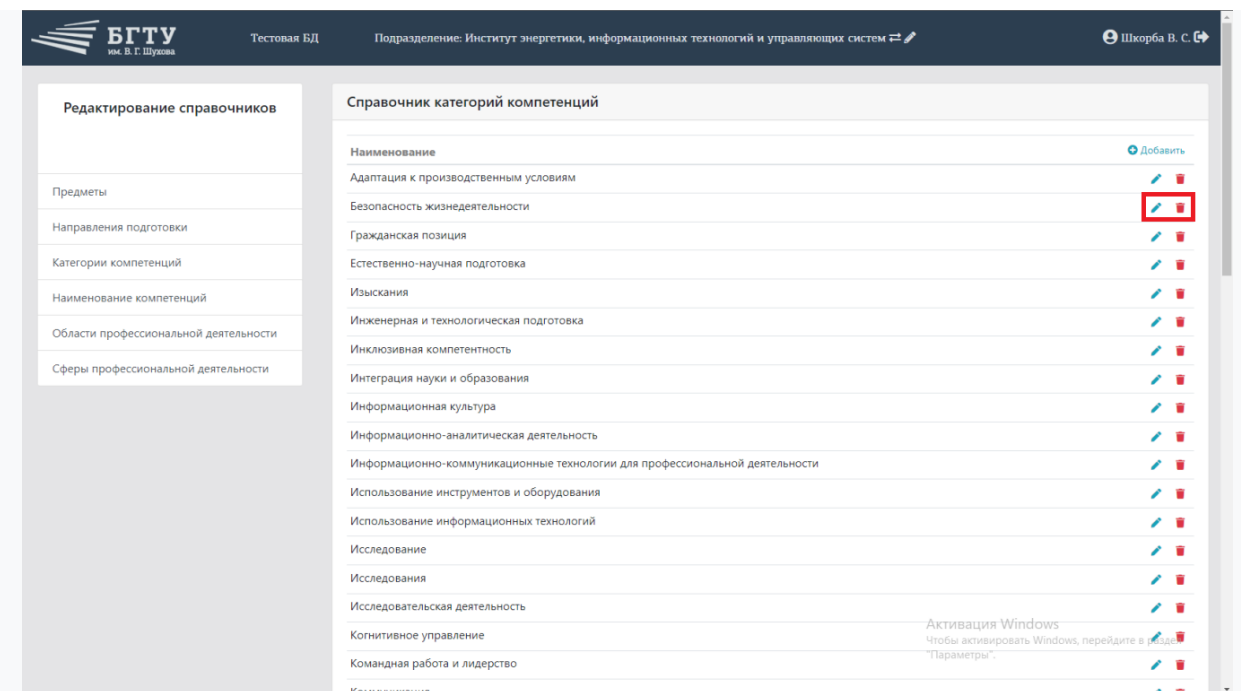 БГТУ
им. В. Г. Шухова
Тестовая БД
Подразделение: Институт энергетики, информационных технологий и управляющих систем
Шкорба В. С.
Редактирование справочников
Предметы
Направления подготовки
Категории компетенций
Наименование компетенций
Области профессиональной деятельности
Сферы профессиональной деятельности
Справочник категорий компетенций
Наименование
Добавить
Адаптация к производственным условиям
Безопасность жизнедеятельности
Гражданская позиция
Естественно-научная подготовка
Изыскания
Инженерная и технологическая подготовка
Инклюзивная компетентность
Интеграция науки и образования
Информационная культура
Информационно-аналитическая деятельность
Информационно-коммуникационные технологии для профессиональной деятельности
Использование инструментов и оборудования
Использование информационных технологий
Исследование
Исследования
Исследовательская деятельность
Когнитивное управление
Командная работа и лидерство
Активация Windows
Чтобы активировать Windows, перейдите в раздел
"Параметры".